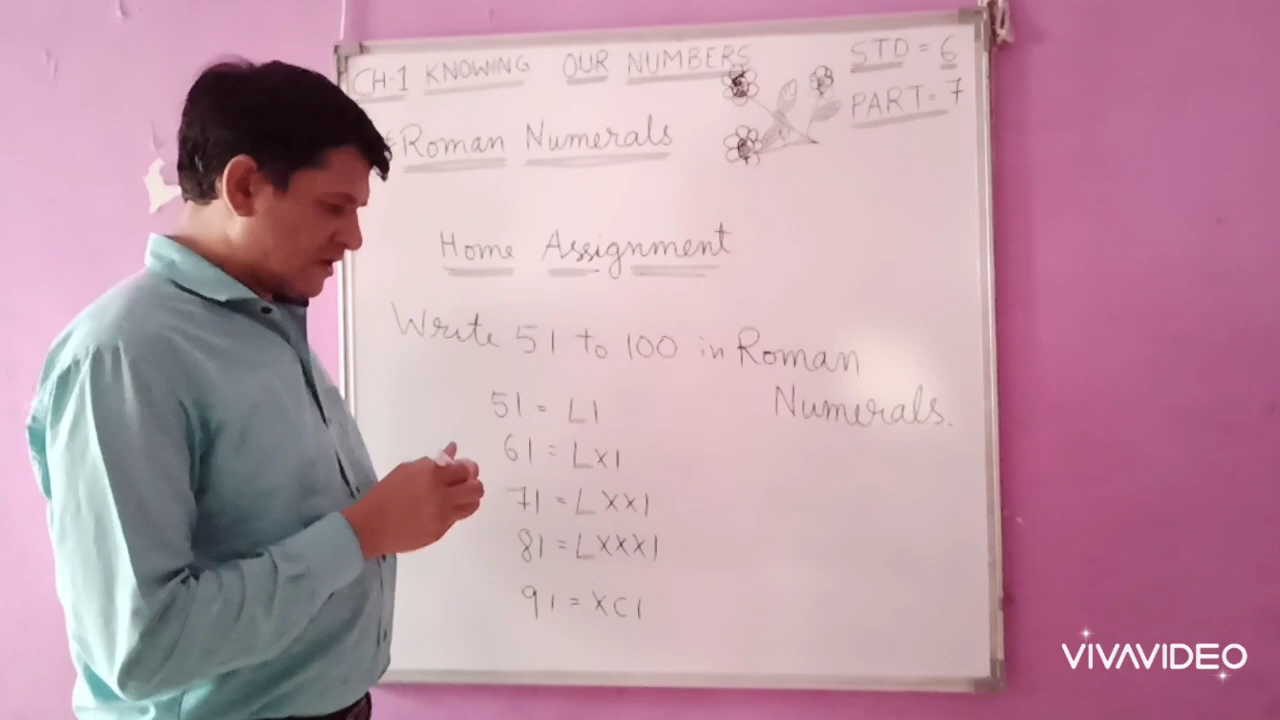 CH-1 KNOWING OUR NUMBERS
STD = 6
PART = 7
Roman Numerals
Home Assignment
Write 51 to 100 in Roman
Numerals.
51 = LI
61 = LXI
71 = LXXI
81 = LXXXI
91 = XCI
VIVAVIDEO